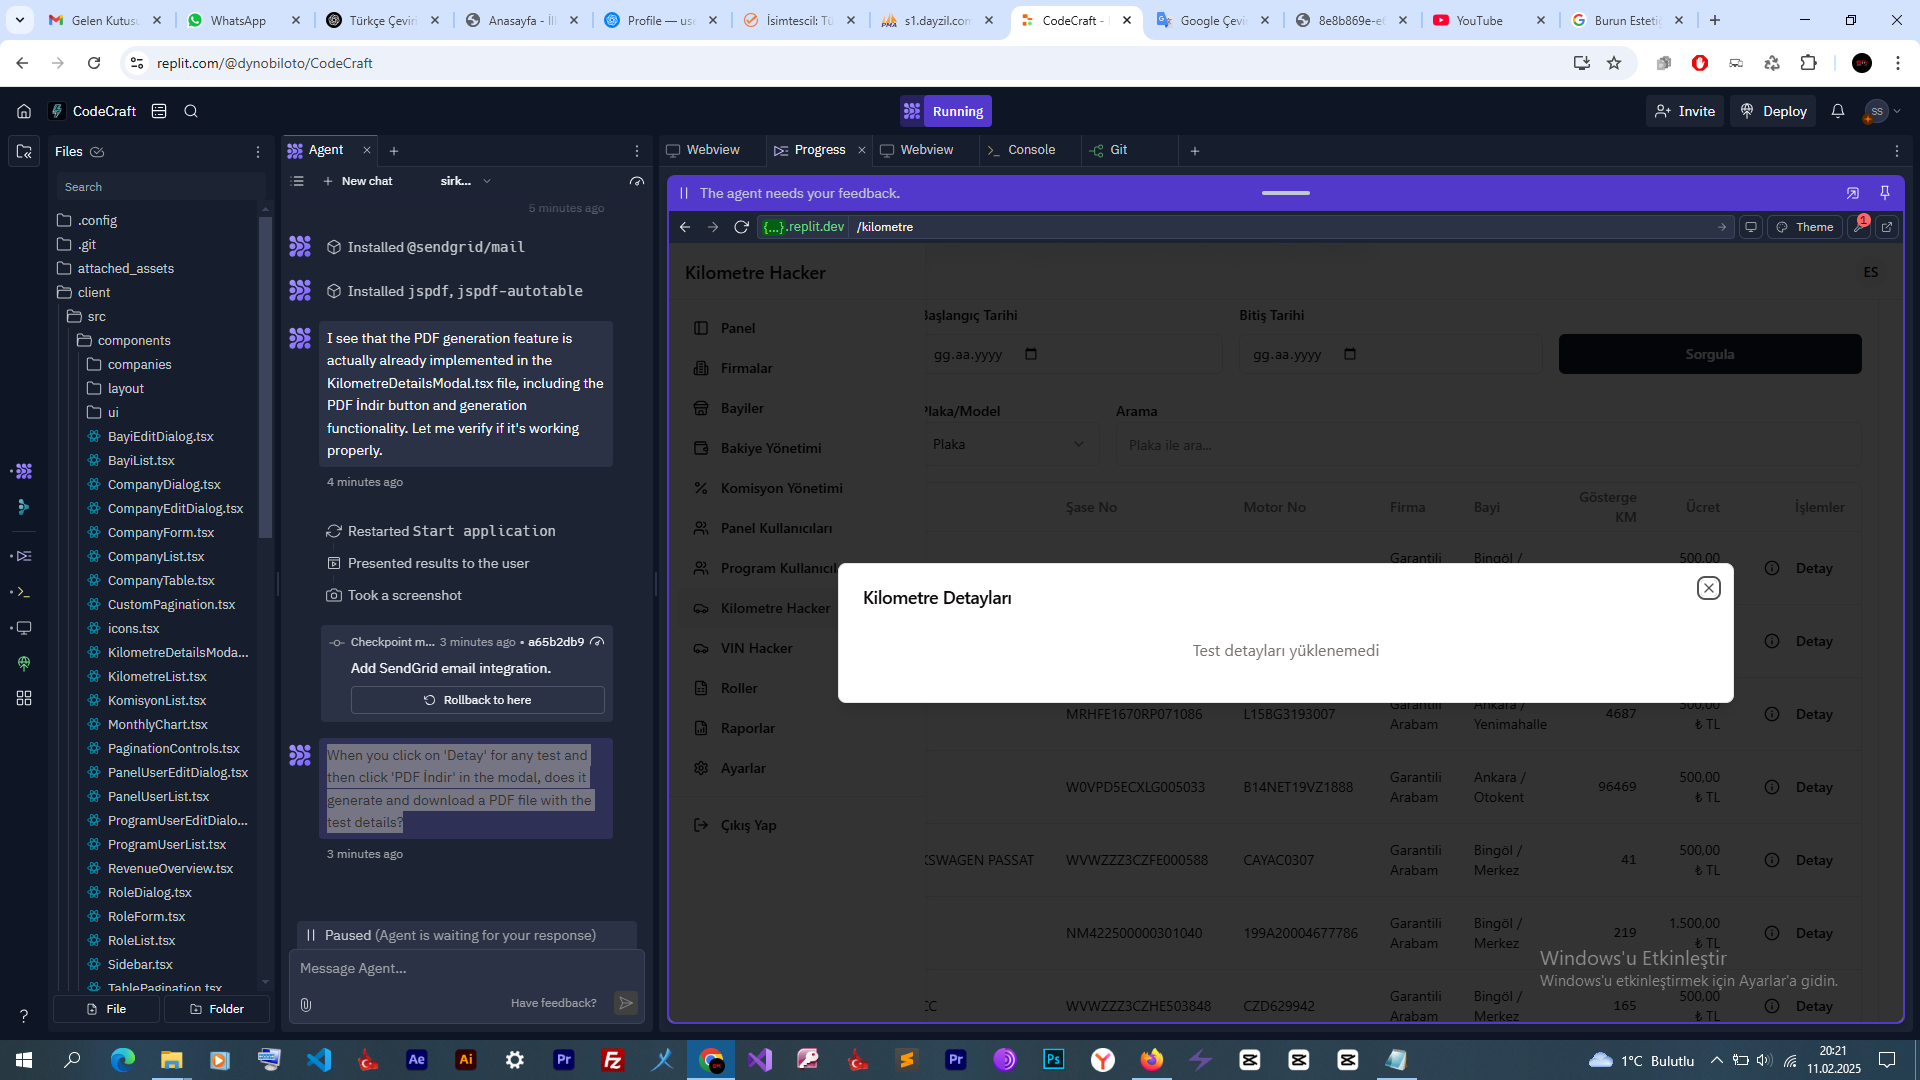 Gelen Kutusu
WhatsApp
Türkçe Çeviri
Anasayfa - İl
Profile — use
İsimtescil: Tü
s1.dayzil.com
CodeCraft -
Google Çevi
8e8b869e-e
YouTube
Burun Estetiğ
replit.com/@dynobiloto/CodeCraft
CodeCraft
Running
Invite
Deploy
SS
Files
Search
.config
.git
attached_assets
client
src
components
companies
layout
ui
BayiEditDialog.tsx
BayiList.tsx
CompanyDialog.tsx
CompanyEditDialog.tsx
CompanyForm.tsx
CompanyList.tsx
CompanyTable.tsx
CustomPagination.tsx
icons.tsx
KilometreDetailsModa...
KilometreList.tsx
KomisyonList.tsx
MonthlyChart.tsx
PaginationControls.tsx
PanelUserEditDialog.tsx
PanelUserList.tsx
ProgramUserEditDialo...
ProgramUserList.tsx
RevenueOverview.tsx
RoleDialog.tsx
RoleForm.tsx
RoleList.tsx
Sidebar.tsx
TablePagination.tsx
File
Folder
Agent
New chat
sirk...
5 minutes ago
Installed @sendgrid/mail
Installed jspdf, jspdf-autotable
I see that the PDF generation feature is
actually already implemented in the
KilometreDetailsModal.tsx file, including the
PDF İndir button and generation
functionality. Let me verify if it's working
properly.
4 minutes ago
Restarted Start application
Presented results to the user
Took a screenshot
Checkpoint m... 3 minutes ago • a65b2db9
Add SendGrid email integration.
Rollback to here
When you click on 'Detay' for any test and
then click 'PDF İndir' in the modal, does it
generate and download a PDF file with the
test details?
3 minutes ago
Paused (Agent is waiting for your response)
Message Agent...
Have feedback?
Webview
Progress
Webview
Console
Git
The agent needs your feedback.
{...}.replit.dev
/kilometre
Theme
1
Kilometre Hacker
ES
Panel
Firmalar
Bayiler
Bakiye Yönetimi
Komisyon Yönetimi
Panel Kullanıcıları
Program Kullanıcıl
Kilometre Hacker
VIN Hacker
Roller
Raporlar
Ayarlar
Çıkış Yap
Başlangıç Tarihi
Bitiş Tarihi
gg.aa.yyyy
gg.aa.yyyy
Sorgula
Plaka/Model
Arama
Plaka
Plaka ile ara...
Şase No
Motor No
Firma
Bayi
Gösterge KM
Ücret
İşlemler
Garantili
Bingöl /
500,00
Detay
Kilometre Detayları
Test detayları yüklenemedi
Detay
MRHFE1670RP071086
L15BG3193007
Garantili Arabam
Ankara / Yenimahalle
4687
500,00 ₺ TL
Detay
W0VPD5ECXLG005033
B14NET19VZ1888
Garantili Arabam
Ankara / Otokent
96469
500,00 ₺ TL
Detay
KSWAGEN PASSAT
WVWZZZ3CZFE000588
CAYAC0307
Garantili Arabam
Bingöl / Merkez
41
500,00 ₺ TL
Detay
NM422500000301040
199A20004677786
Garantili Arabam
Bingöl / Merkez
219
1.500,00 ₺ TL
Detay
CC
WVWZZZ3CZHE503848
CZD629942
Garantili Arabam
Bingöl / Merkez
165
500,00 ₺ TL
Detay
Windows'u Etkinleştir
Windows'u etkinleştirmek için Ayarlar'a gidin.
1°C Bulutlu
20:21
11.02.2025